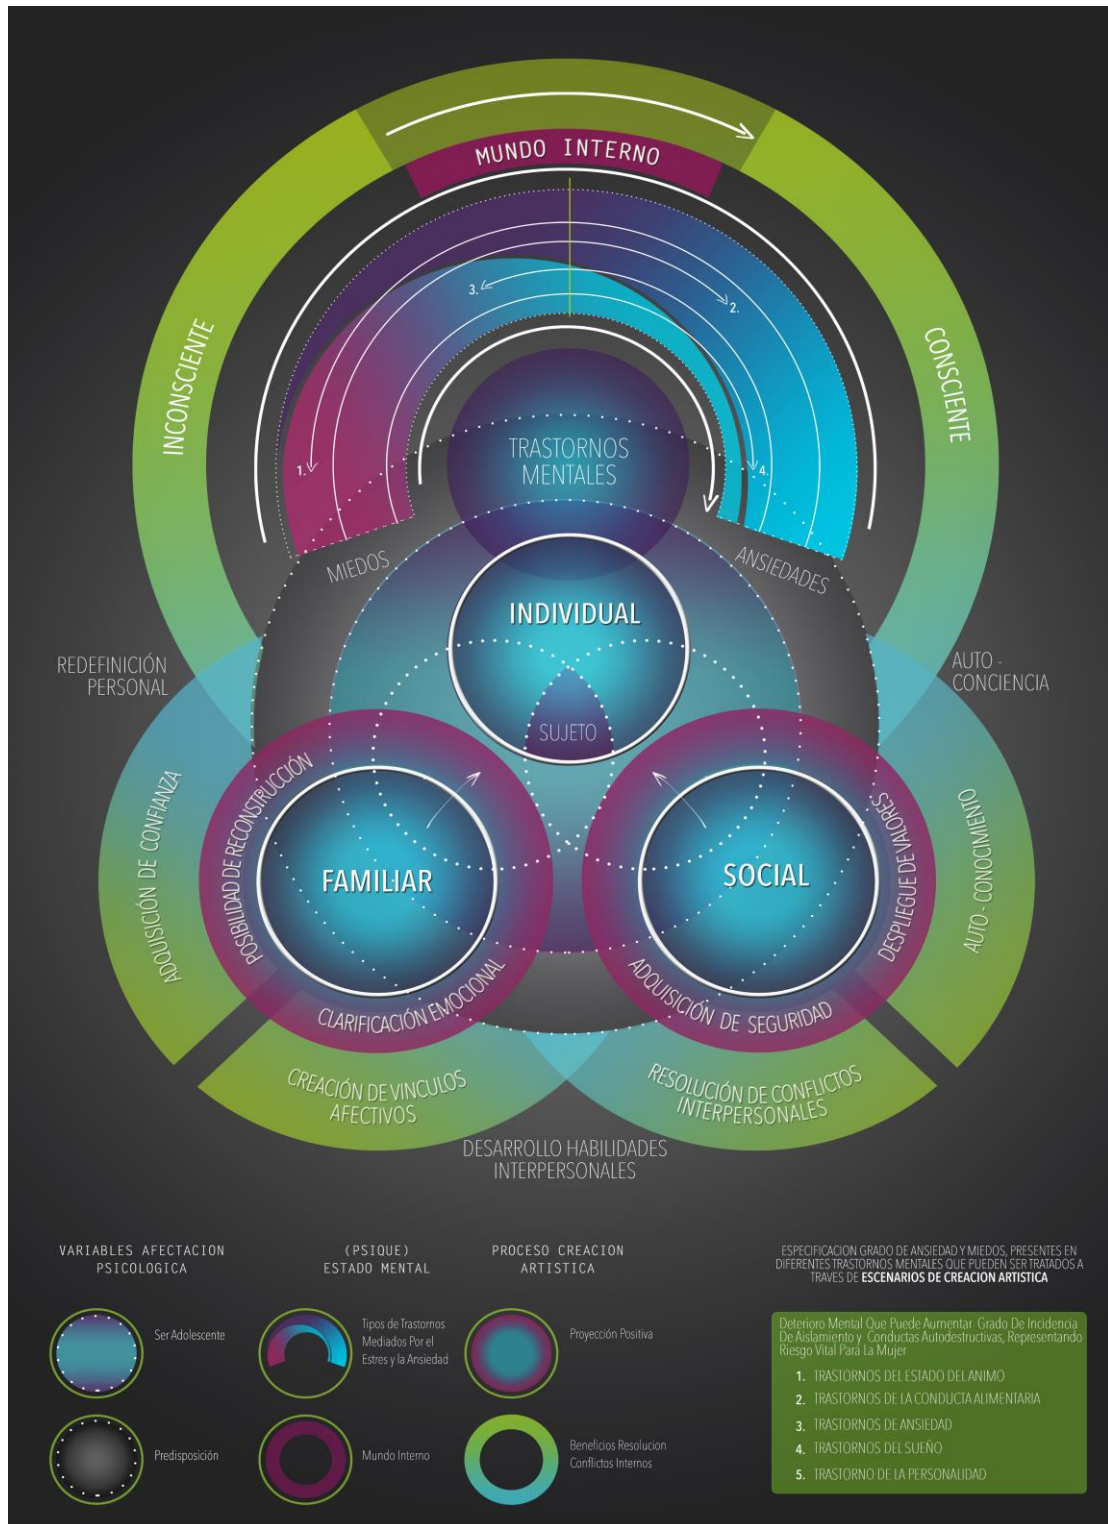 MUNDO INTERNO
INCONSCIENTE
CONSCIENTE
3.
2.
1.
4.
TRASTORNOS
MENTALES
MIEDOS
ANSIEDADES
INDIVIDUAL
REDEFINICIÓN
PERSONAL
AUTO -
CONCIENCIA
SUJETO
ADQUISICIÓN DE CONFIANZA
POSIBILIDAD DE RECONSTRUCCIÓN
FAMILIAR
SOCIAL
DESPLIEGUE DE VALORES
AUTO - CONOCIMIENTO
CLARIFICACIÓN EMOCIONAL
ADQUISICIÓN DE SEGURIDAD
CREACIÓN DE VINCULOS
AFECTIVOS
RESOLUCIÓN DE CONFLICTOS
INTERPERSONALES
DESARROLLO HABILIDADES
INTERPERSONALES
VARIABLES AFECTACION
PSICOLOGICA
Ser Adolescente
Predisposición
(PSIQUE)
ESTADO MENTAL
Tipos de Trastornos
Mediados Por el
Estres y la Ansiedad
Mundo Interno
PROCESO CREACION
ARTISTICA
Proyección Positiva
Beneficios Resolucion
Conflictos Internos
ESPECIFICACION GRADO DE ANSIEDAD Y MIEDOS, PRESENTES EN
DIFERENTES TRASTORNOS MENTALES QUE PUEDEN SER TRATADOS A
TRAVES DE ESCENARIOS DE CREACION ARTISTICA
Deterioro Mental Que Puede Aumentar Grado De Incidencia
De Aislamiento y Conductas Autodestructivas, Representando
Riesgo Vital Para La Mujer
1. TRASTORNOS DEL ESTADO DEL ANIMO
2. TRASTORNOS DE LA CONDUCTA ALIMENTARIA
3. TRASTORNOS DE ANSIEDAD
4. TRASTORNOS DEL SUEÑO
5. TRASTORNO DE LA PERSONALIDAD